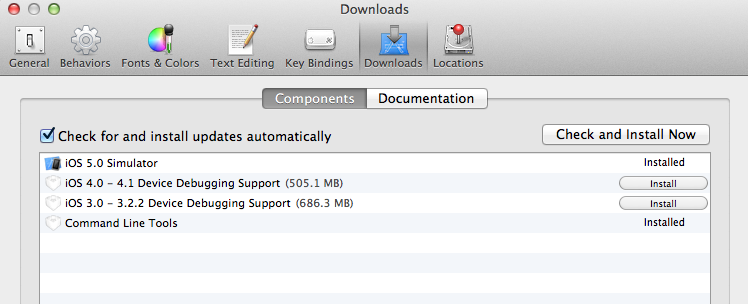 Downloads
General Behaviors Fonts & Colors Text Editing Key Bindings Downloads Locations
Components Documentation
Check for and install updates automatically Check and Install Now
iOS 5.0 Simulator Installed
iOS 4.0 – 4.1 Device Debugging Support (505.1 MB) Install
iOS 3.0 – 3.2.2 Device Debugging Support (686.3 MB) Install
Command Line Tools Installed